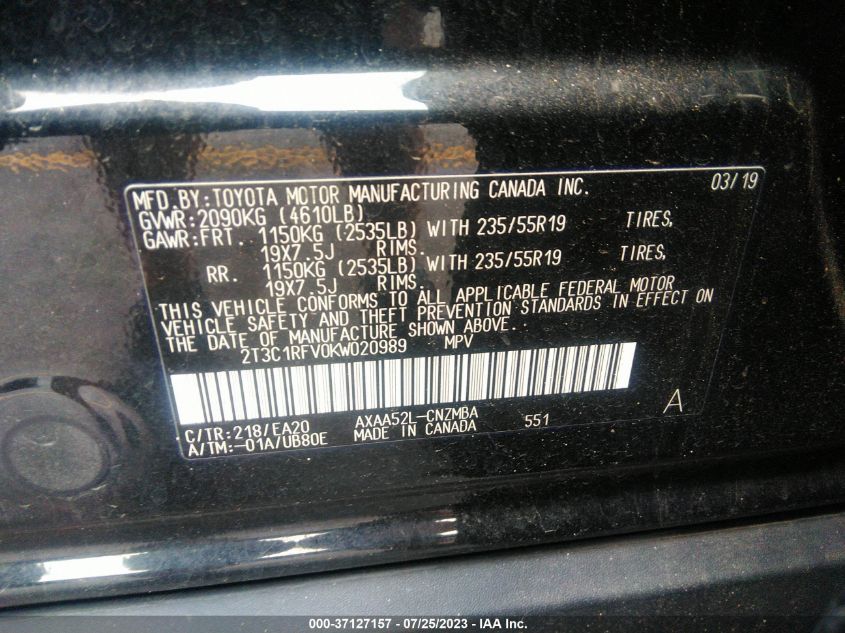 MFD.BY:TOYOTA MOTOR MANUFACTURING CANADA INC. 03/19
GVWR:2090KG (4610LB)
GAWR:FRT. 1150KG (2535LB) WITH 235/55R19 TIRES,
19X7.5J RIMS.
RR. 1150KG (2535LB) WITH 235/55R19 TIRES,
19X7.5J RIMS.
THIS VEHICLE CONFORMS TO ALL APPLICABLE FEDERAL MOTOR
VEHICLE SAFETY AND THEFT PREVENTION STANDARDS IN EFFECT ON
THE DATE OF MANUFACTURE SHOWN ABOVE.
2T3C1RFV0KW020989 MPV
C/TR:218/EA20 AXAA52L-CNZMBA 551 A
A/TM:-01A/UB80E MADE IN CANADA
000-37127157 - 07/25/2023 - IAA Inc.